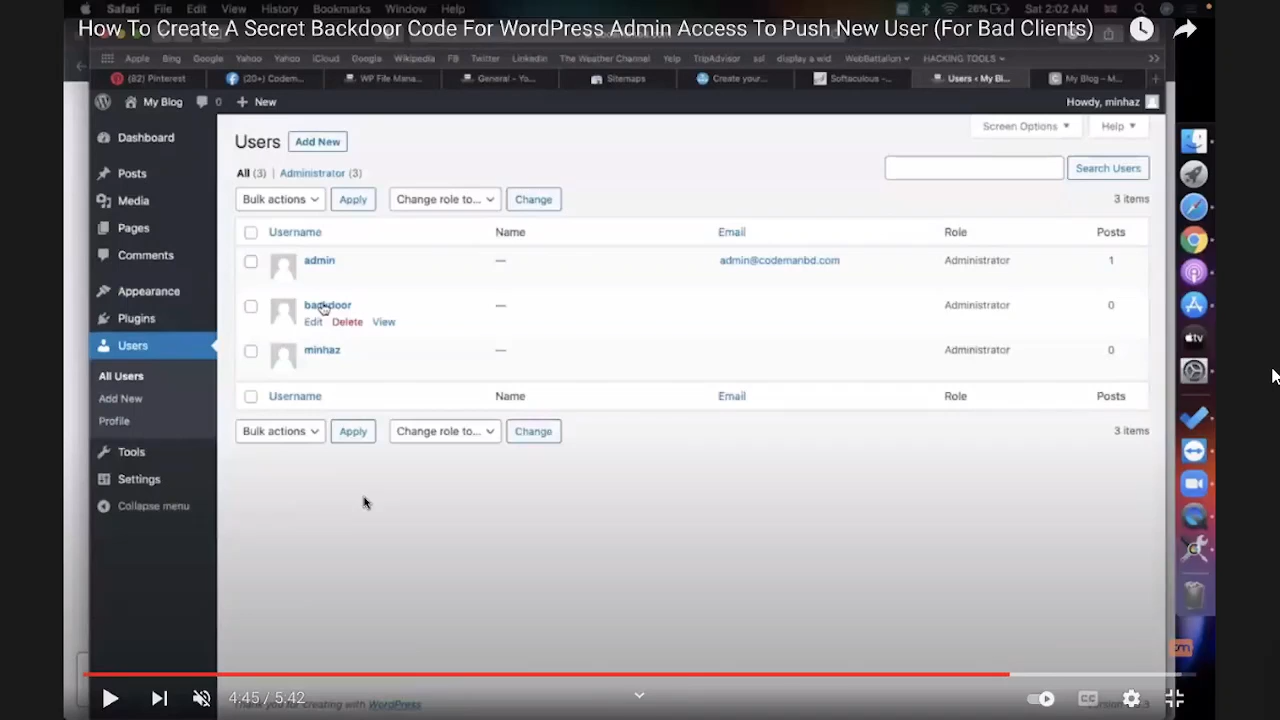 Safari File Edit View History Bookmarks Window Help 26% Sat 2:02 AM
How To Create A Secret Backdoor Code For WordPress Admin Access To Push New User (For Bad Clients)
Apple Bing Google Yahoo Yahoo iCloud Google Wikipedia FB Twitter LinkedIn The Weather Channel Yelp TripAdvisor ssl display a wid WebBattalion HACKING TOOLS
(82) Pinterest (20+) Codem... WP File Mana... General ‹ Yo... Sitemaps Create your... Softaculous -... Users ‹ My Bl... My Blog – M...
My Blog 0 + New Howdy, minhaz
Screen Options Help
Dashboard
Posts
Media
Pages
Comments
Appearance
Plugins
Users
All Users
Add New
Profile
Tools
Settings
Collapse menu
Users Add New
All (3) | Administrator (3)
Search Users
Bulk actions Apply Change role to... Change 3 items
Username Name Email Role Posts
admin — admin@codemanbd.com Administrator 1
backdoor — Administrator 0
Edit Delete View
minhaz — Administrator 0
Username Name Email Role Posts
Bulk actions Apply Change role to... Change 3 items
tv
4:45 / 5:42
CC
Thank you for creating with WordPress